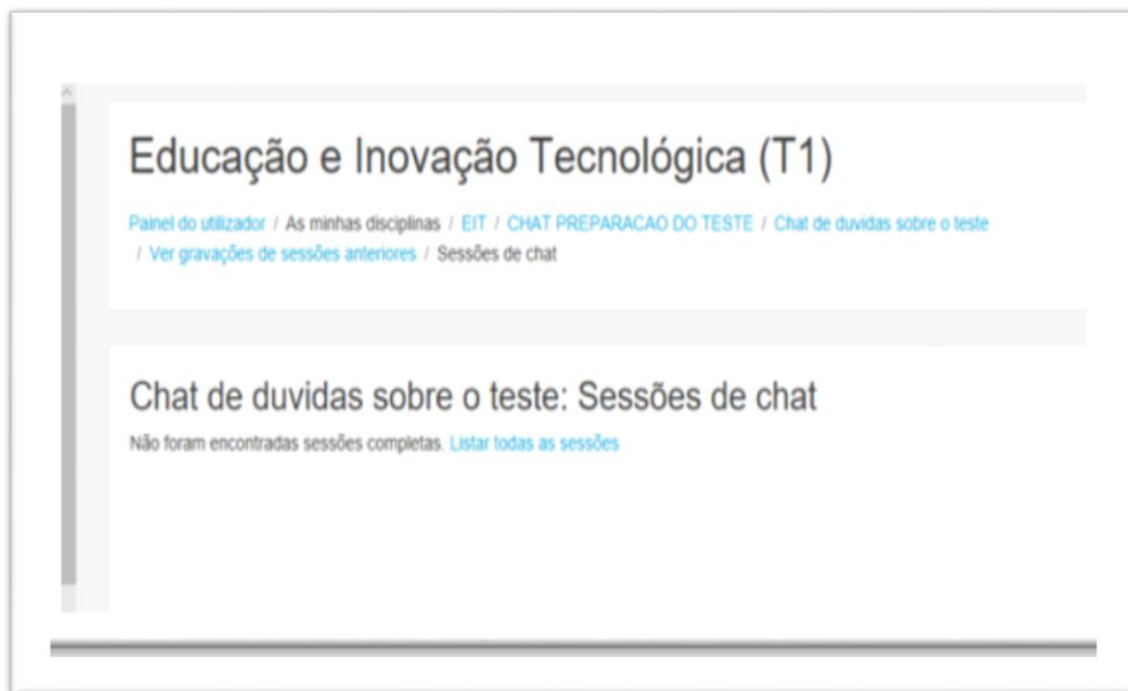 Educação e Inovação Tecnológica (T1)
Painel do utilizador / As minhas disciplinas / EIT / CHAT PREPARACAO DO TESTE / Chat de duvidas sobre o teste
/ Ver gravações de sessões anteriores / Sessões de chat
Chat de duvidas sobre o teste: Sessões de chat
Não foram encontradas sessões completas. Listar todas as sessões